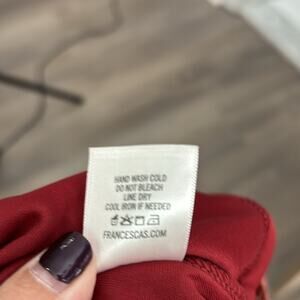 HAND WASH COLD
DO NOT BLEACH
LINE DRY
COOL IRON IF NEEDED
FRANCESCAS.COM